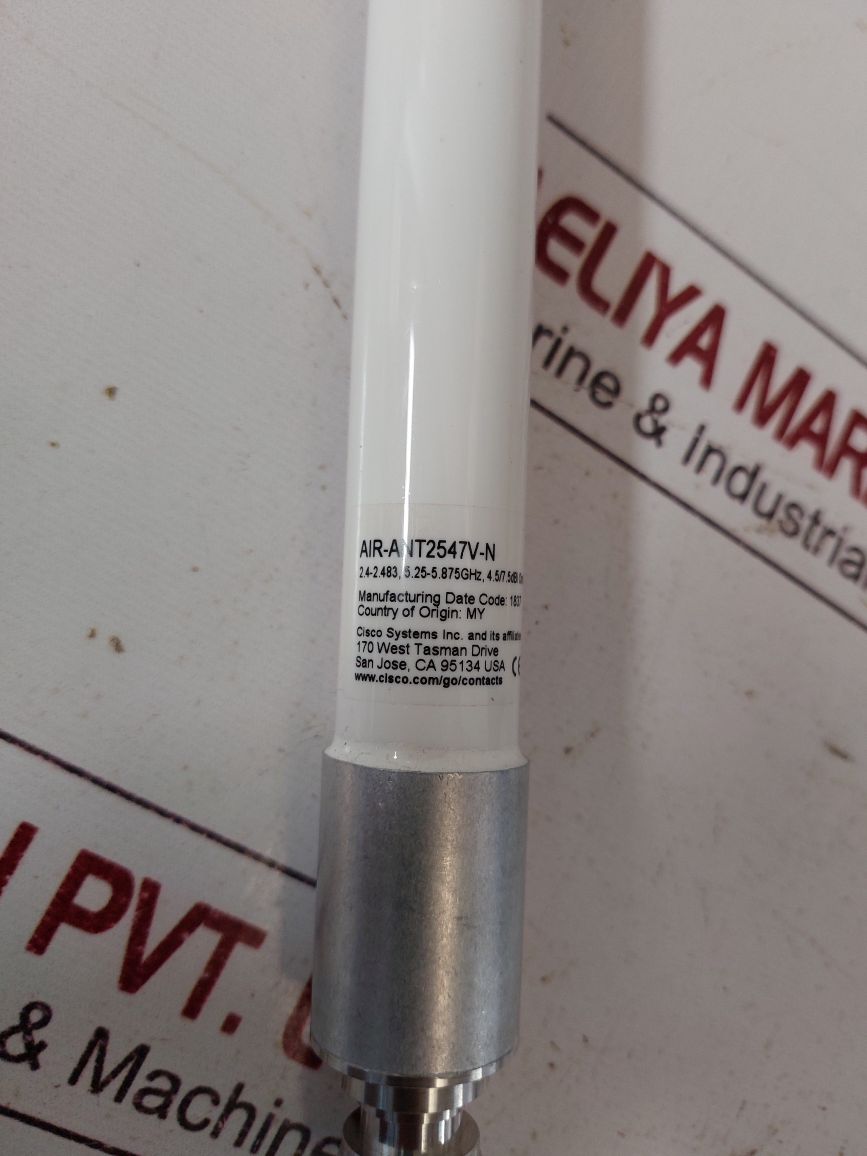 AIR-ANT2547V-N
2.4-2.483, 5.25-5.875GHz, 4.5/7.5dBi
Manufacturing Date Code: 1837
Country of Origin: MY
Cisco Systems Inc. and its affiliate
170 West Tasman Drive
San Jose, CA 95134 USA CE
www.cisco.com/go/contacts
ELIYA MAR
rine & Industria
PVT.
& Machine